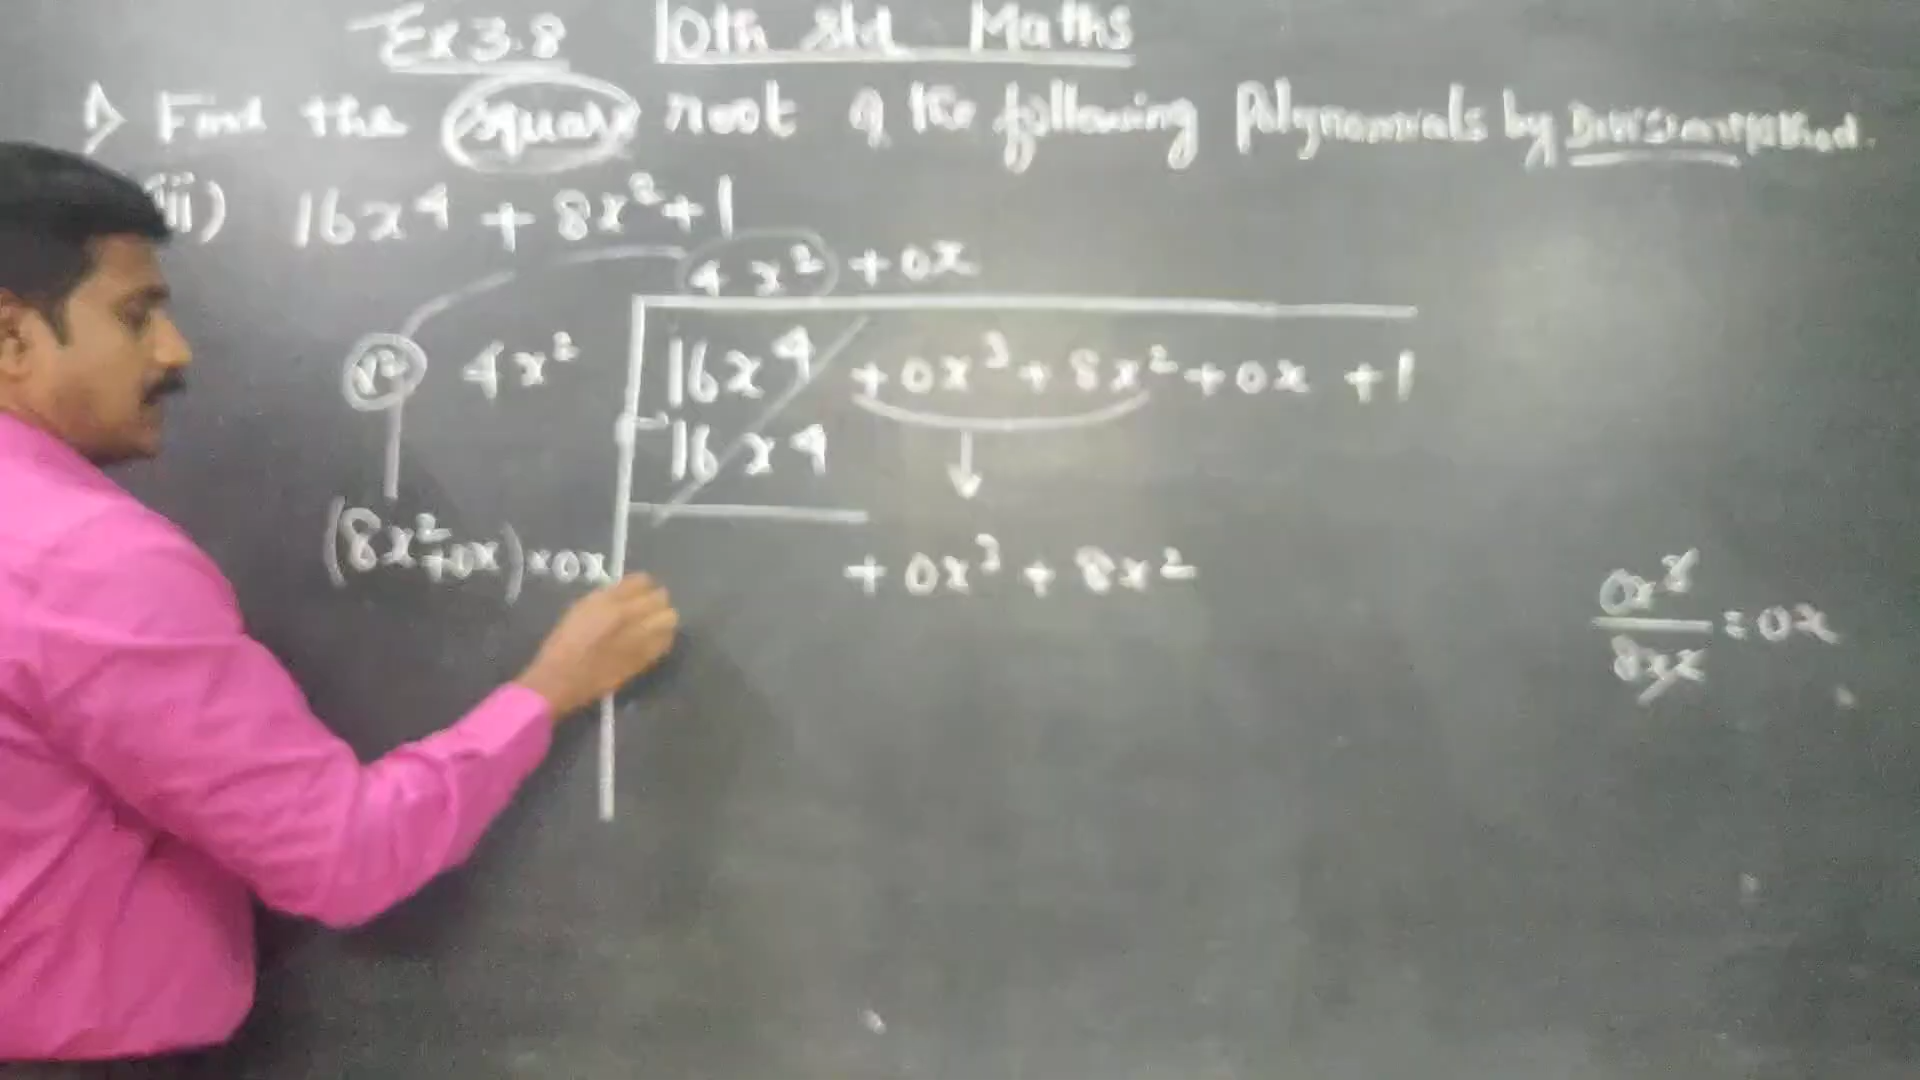 Ex 3.8 10th std Maths
1) Find the square root of the following Polynomials by Division method.
iii) 16x⁴ + 8x² + 1
4x² + 0x
x2 4x² 16x⁴ + 0x³ + 8x² + 0x + 1
- 16x⁴
(8x² + 0x) × 0x + 0x³ + 8x²
0x³
8x² = 0x